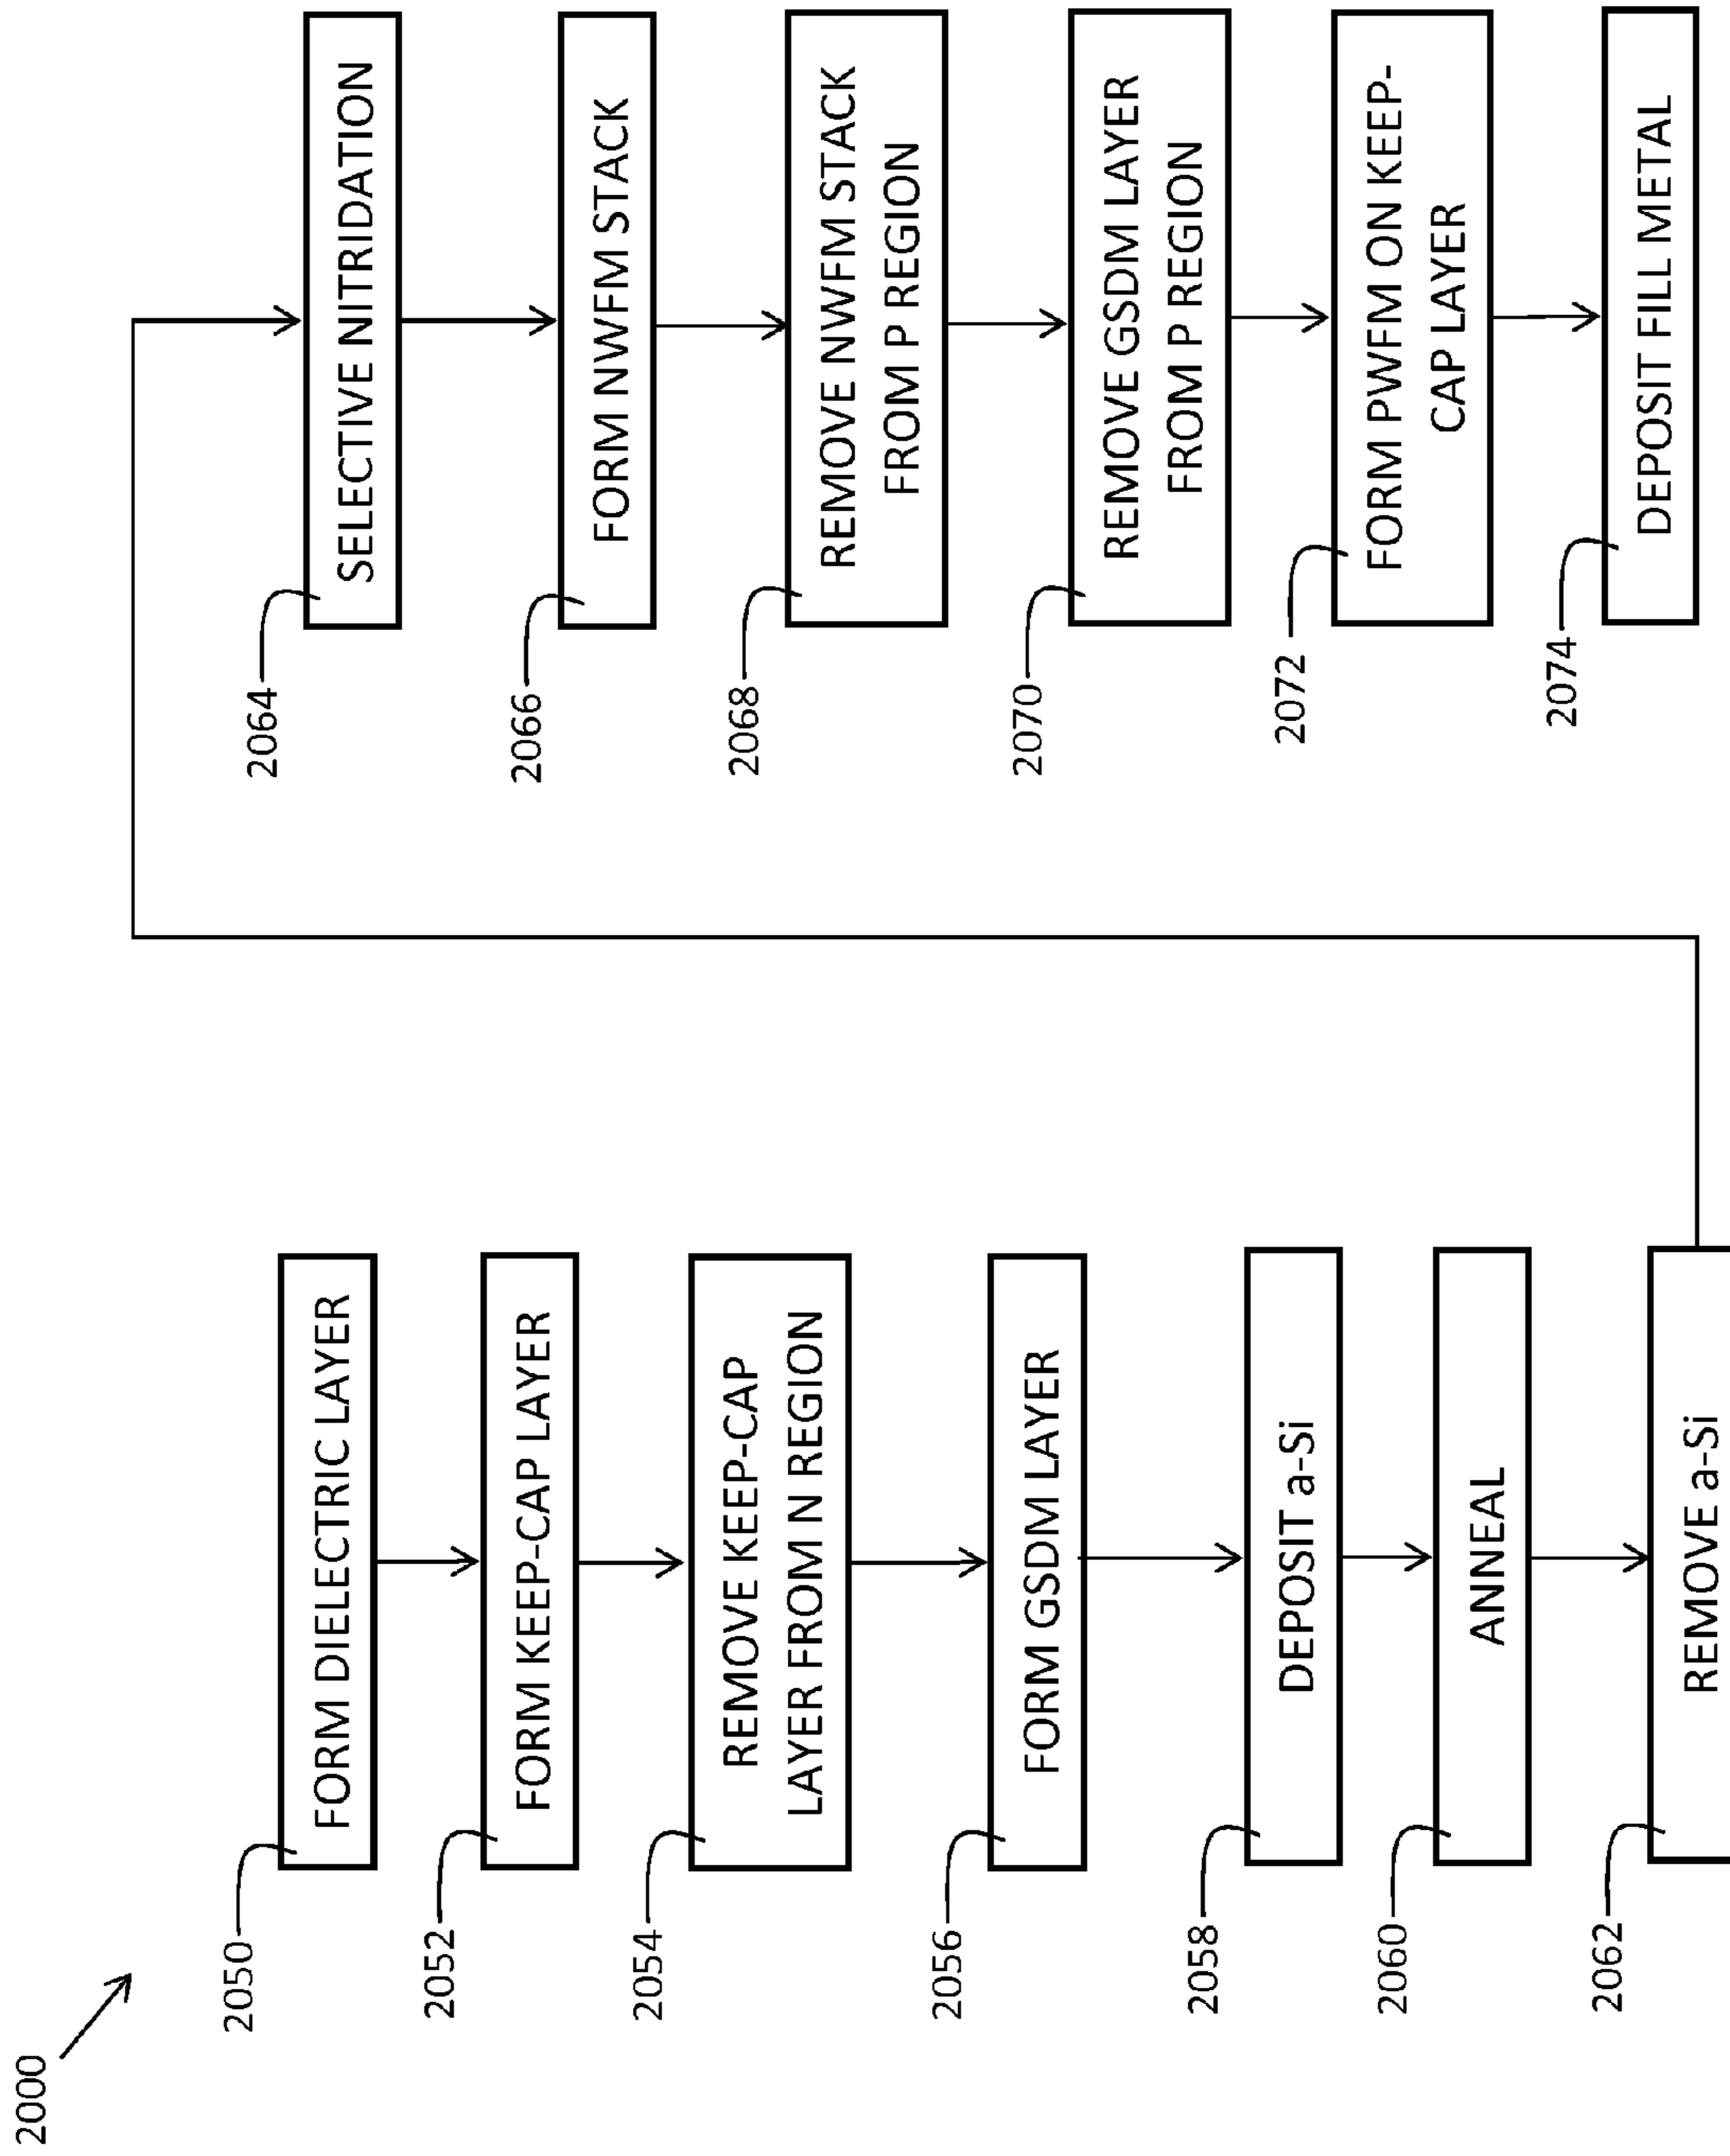 2000
2050
FORM DIELECTRIC LAYER
2052
FORM KEEP-CAP LAYER
2054
REMOVE KEEP-CAP
LAYER FROM N REGION
2056
FORM GSDM LAYER
2058
DEPOSIT a-Si
2060
ANNEAL
2062
REMOVE a-Si
2064
SELECTIVE NITRIDATION
2066
FORM NWFM STACK
2068
REMOVE NWFM STACK
FROM P REGION
2070
REMOVE GSDM LAYER
FROM P REGION
2072
FORM PWFM ON KEEP-
CAP LAYER
2074
DEPOSIT FILL METAL